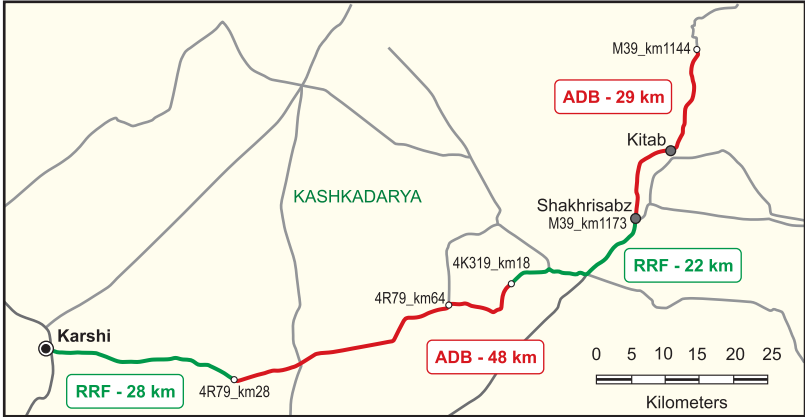 M39_km1144
ADB - 29 km
Kitab
KASHKADARYA
Shakhrisabz
M39_km1173
4K319_km18
RRF - 22 km
4R79_km64
Karshi
ADB - 48 km
RRF - 28 km
4R79_km28
0 5 10 15 20 25
Kilometers